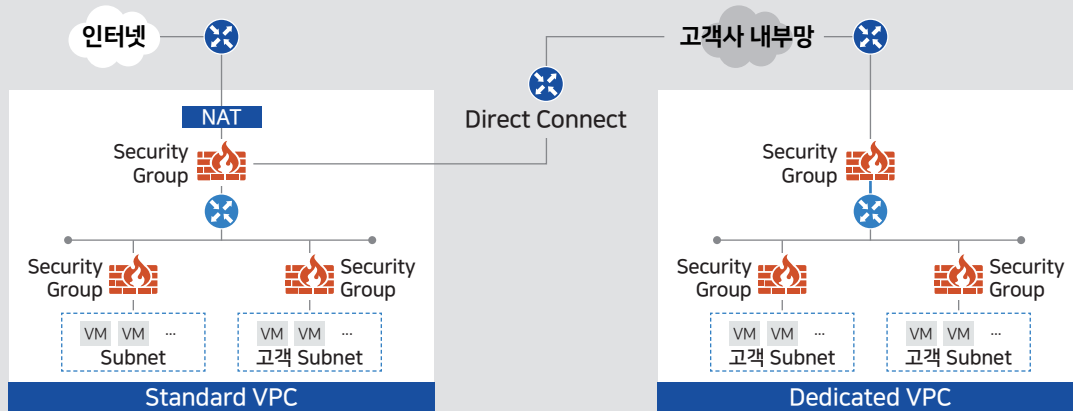 인터넷
고객사 내부망
NAT
Direct Connect
Security
Group
Security
Group
Security
Group
Security
Group
Security
Group
Security
Group
VM VM ...
Subnet
VM VM ...
고객 Subnet
VM VM ...
고객 Subnet
VM VM ...
고객 Subnet
Standard VPC
Dedicated VPC